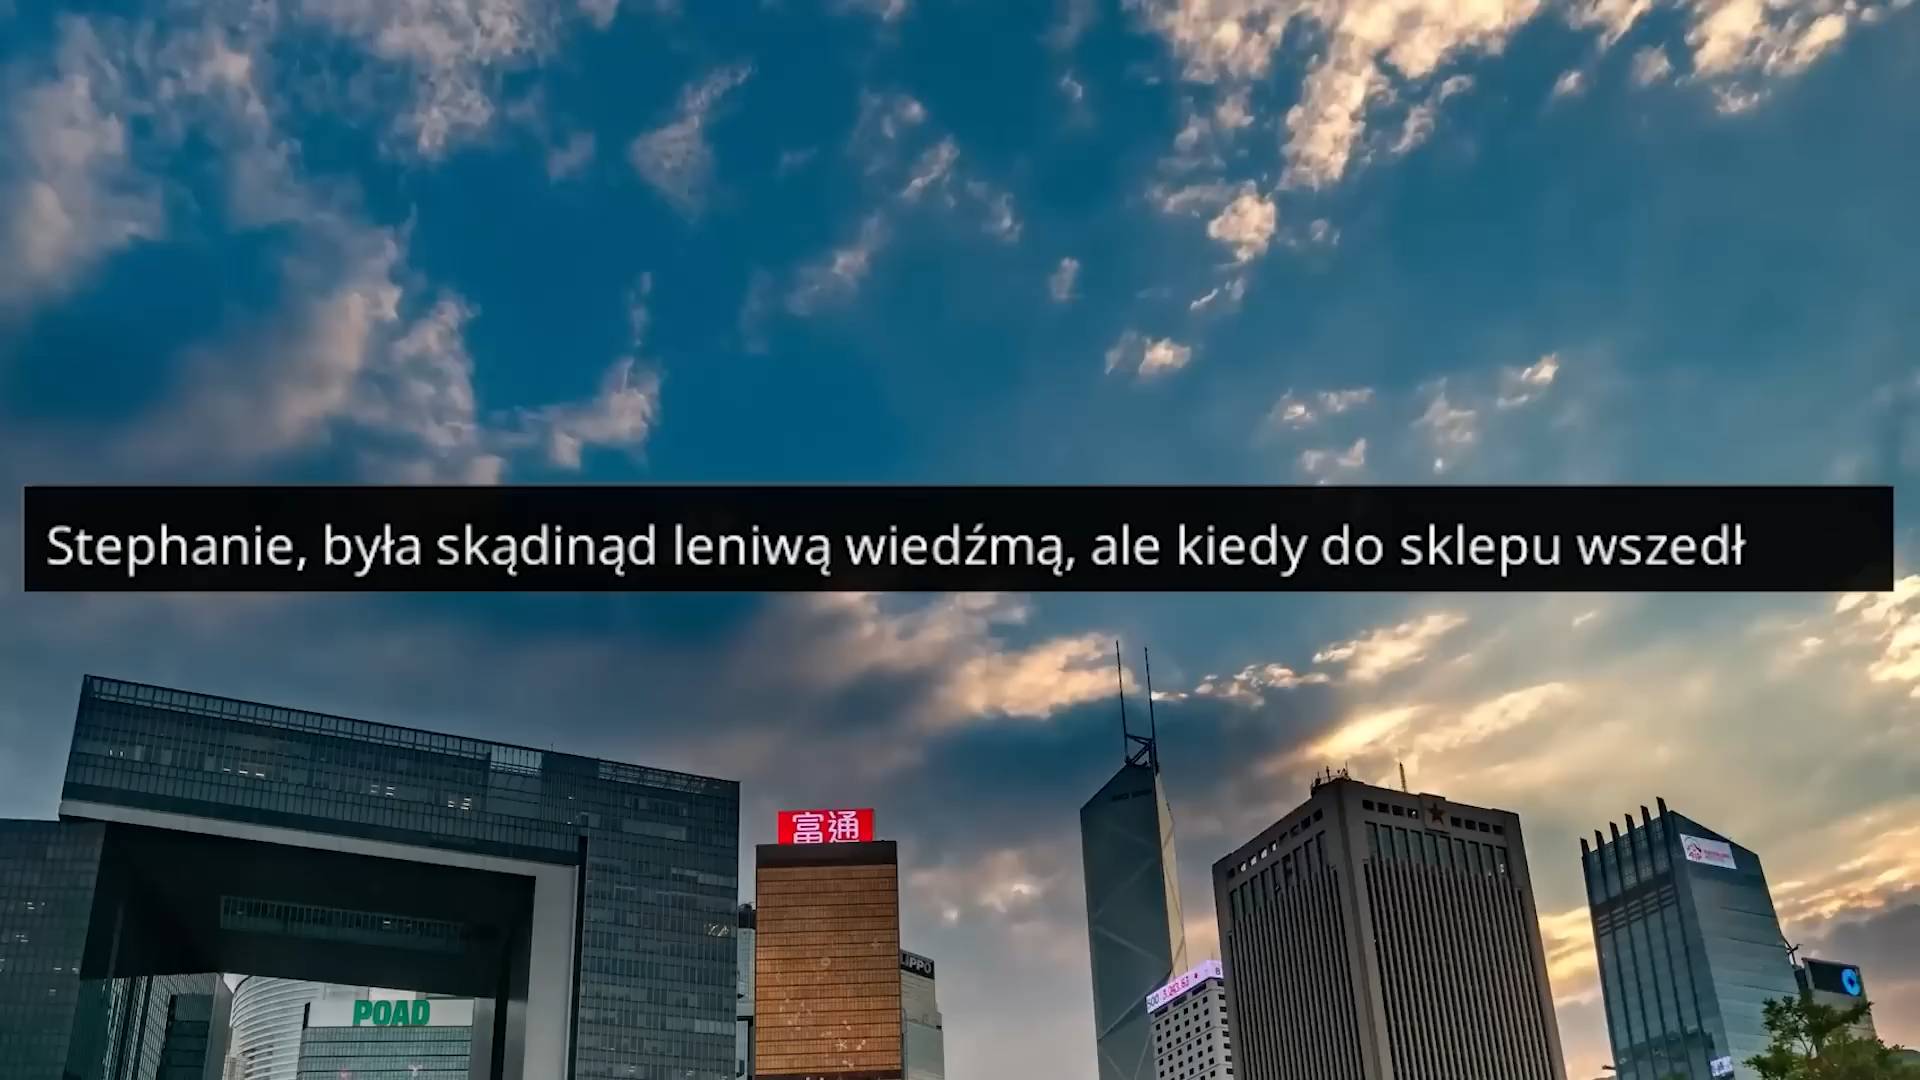 Stephanie, była skądinąd leniwą wiedźmą, ale kiedy do sklepu wszedł
富通
LIPPO
POAD